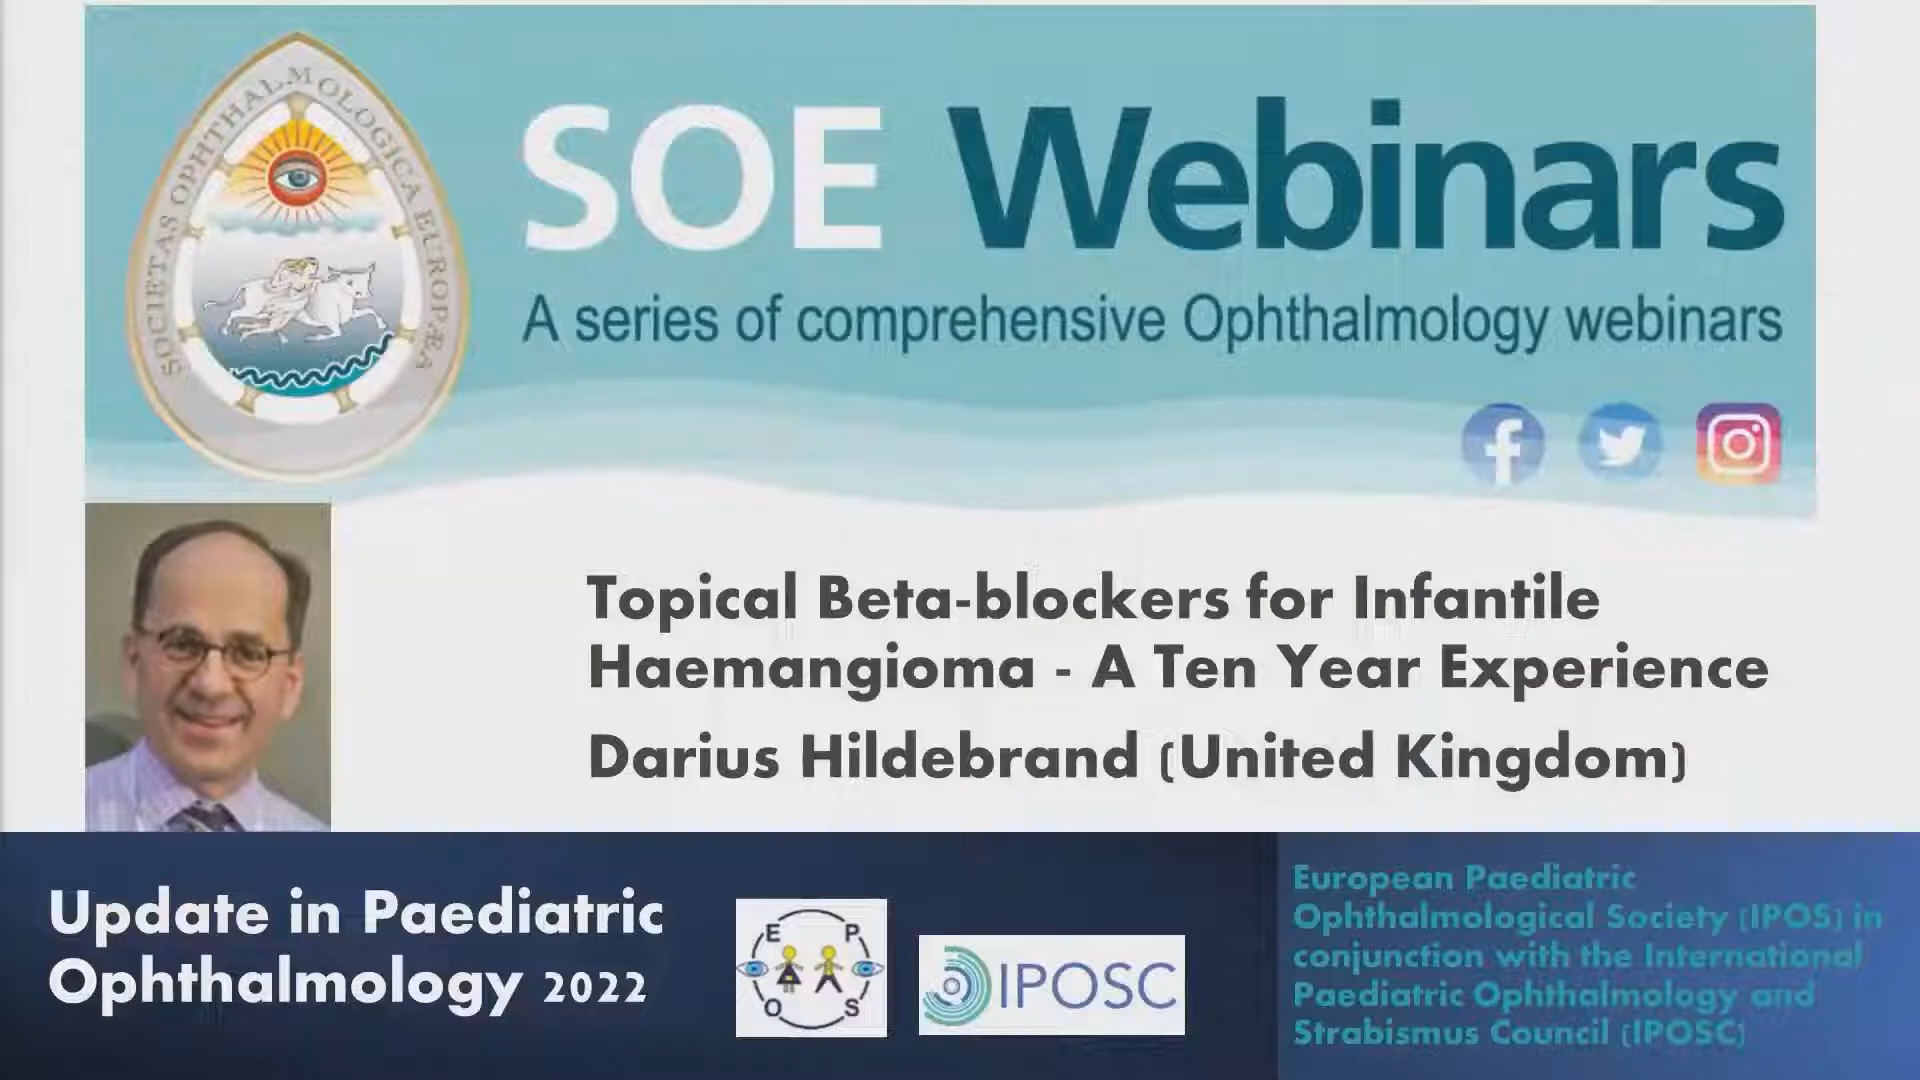 SOCIETAS OPHTHALMOLOGICA EUROPÆA
SOE Webinars
A series of comprehensive Ophthalmology webinars
Topical Beta-blockers for Infantile
Haemangioma - A Ten Year Experience
Darius Hildebrand (United Kingdom)
Update in Paediatric
Ophthalmology 2022
E P
O S
IPOSC
European Paediatric
Ophthalmological Society (IPOS) in
conjunction with the International
Paediatric Ophthalmology and
Strabismus Council (IPOSC)